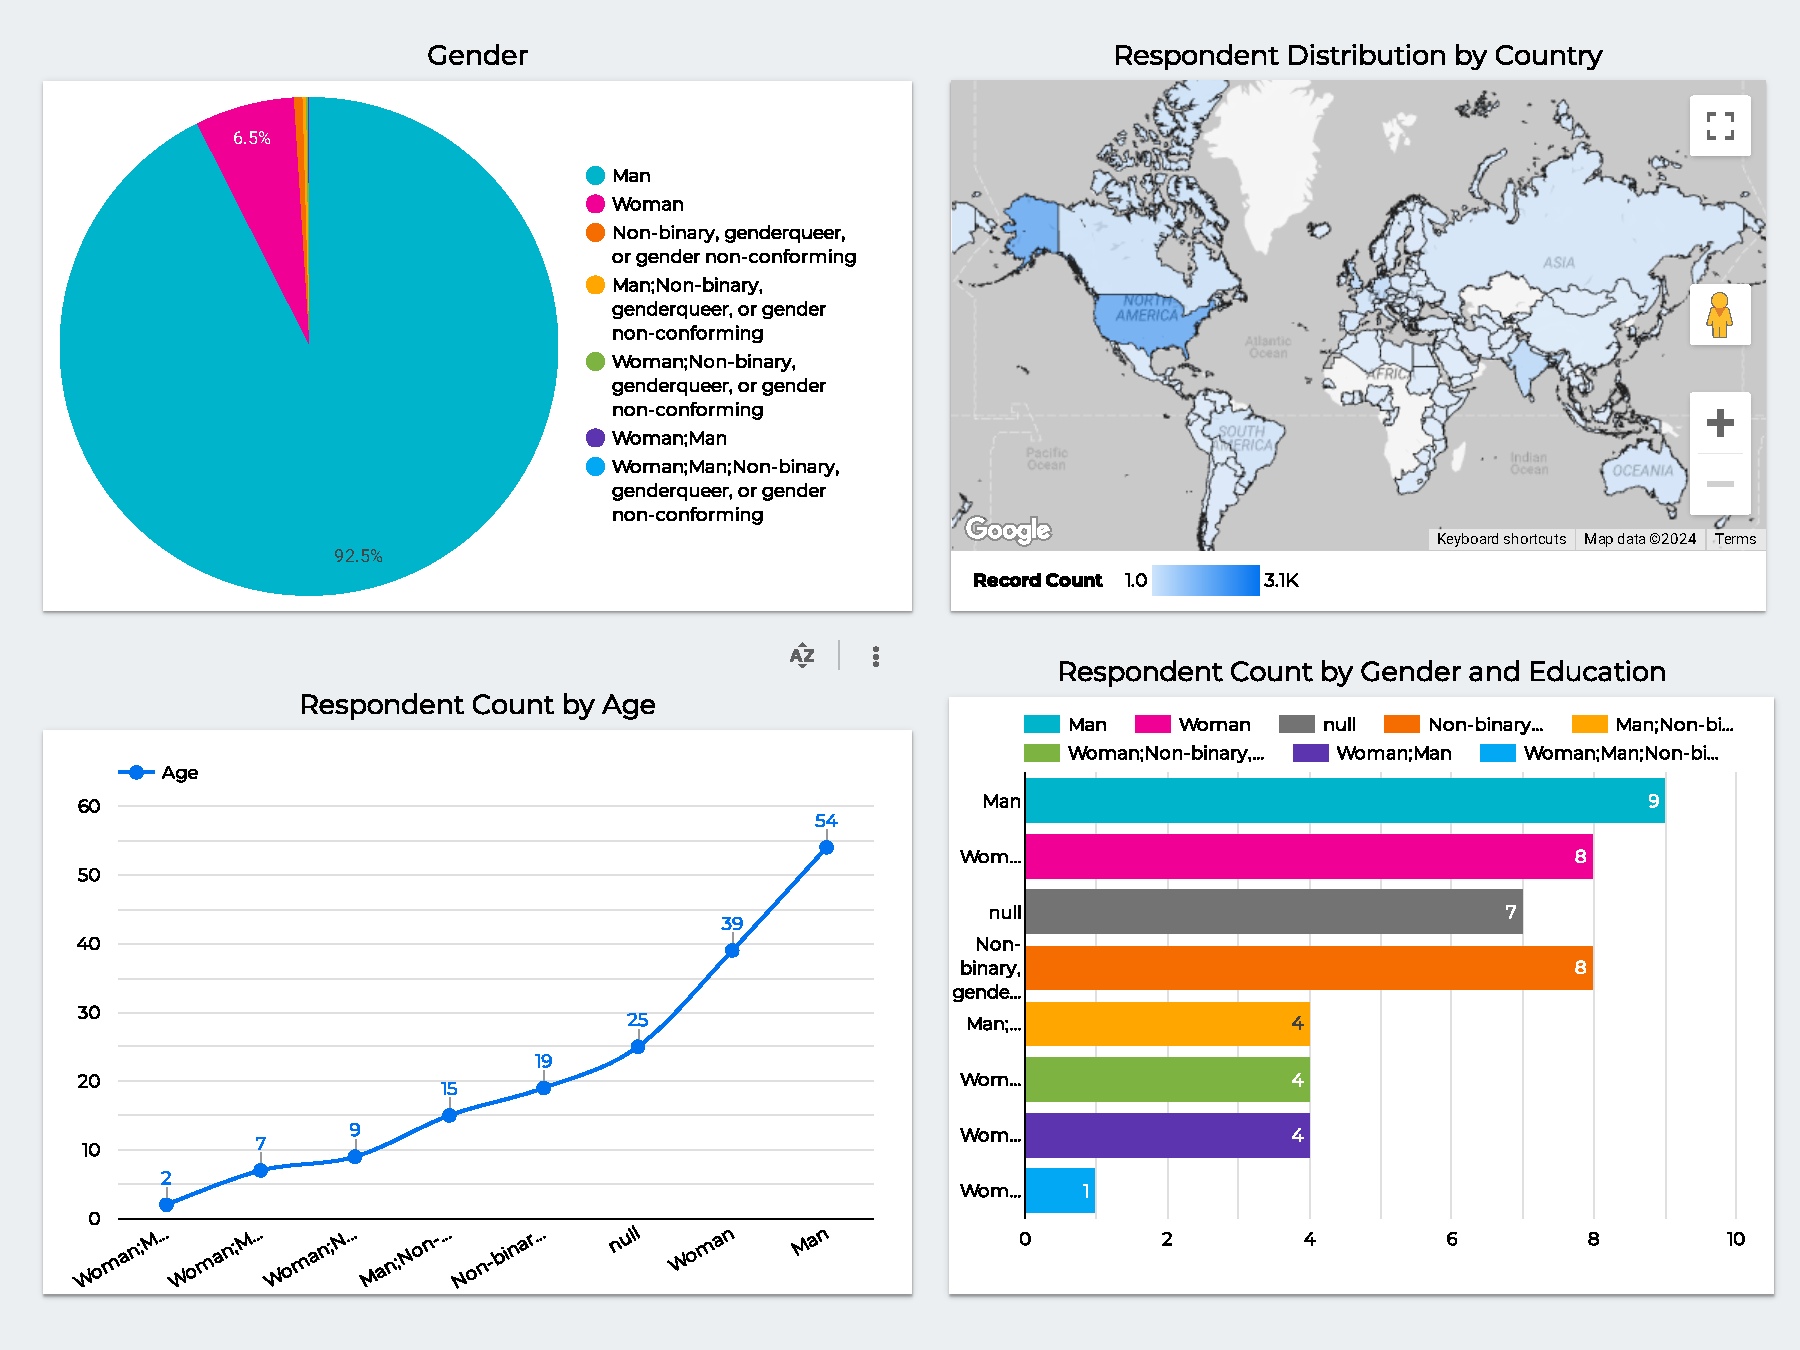 Gender
6.5%
92.5%
Man
Woman
Non-binary, genderqueer,
or gender non-conforming
Man;Non-binary,
genderqueer, or gender
non-conforming
Woman;Non-binary,
genderqueer, or gender
non-conforming
Woman;Man
Woman;Man;Non-binary,
genderqueer, or gender
non-conforming
Respondent Distribution by Country
ASIA
NORTH
AMERICA
Atlantic
Ocean
AFRICA
SOUTH
AMERICA
Pacific
Ocean
Indian
Ocean
OCEANIA
Google
Keyboard shortcuts
Map data ©2024
Terms
Record Count 1.0 3.1K
AZ
Respondent Count by Age
Age
60
50
40
30
20
10
0
2
7
9
15
19
25
39
54
Woman;M...
Woman;M...
Woman;N...
Man;Non-...
Non-binar...
null
Woman
Man
Respondent Count by Gender and Education
Man Woman null Non-binary... Man;Non-bi...
Woman;Non-binary,... Woman;Man Woman;Man;Non-bi...
Man 9
Wom... 8
null 7
Non-
binary,
gende...
8
Man;... 4
Wom... 4
Wom... 4
Wom... 1
0 2 4 6 8 10